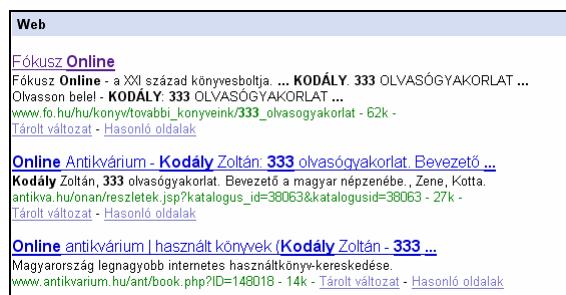 Web
Fókusz Online
Fókusz Online - a XXI század könyvesboltja. ... KODÁLY. 333 OLVASÓGYAKORLAT ...
Olvasson bele! - KODÁLY: 333 OLVASÓGYAKORLAT ...
www.fo.hu/hu/konyv/tovabbi_konyveink/333_olvasogyakorlat - 62k -
Tárolt változat - Hasonló oldalak
Online Antikvárium - Kodály Zoltán: 333 olvasógyakorlat. Bevezető ...
Kodály Zoltán, 333 olvasógyakorlat. Bevezető a magyar népzenébe., Zene, Kotta.
antikva.hu/onan/reszletek.jsp?katalogus_id=38063&katalogusid=38063 - 27k -
Tárolt változat - Hasonló oldalak
Online antikvárium | használt könyvek (Kodály Zoltán - 333 ...
Magyarország legnagyobb internetes használtkönyv-kereskedése.
www.antikvarium.hu/ant/book.php?ID=148018 - 14k - Tárolt változat - Hasonló oldalak